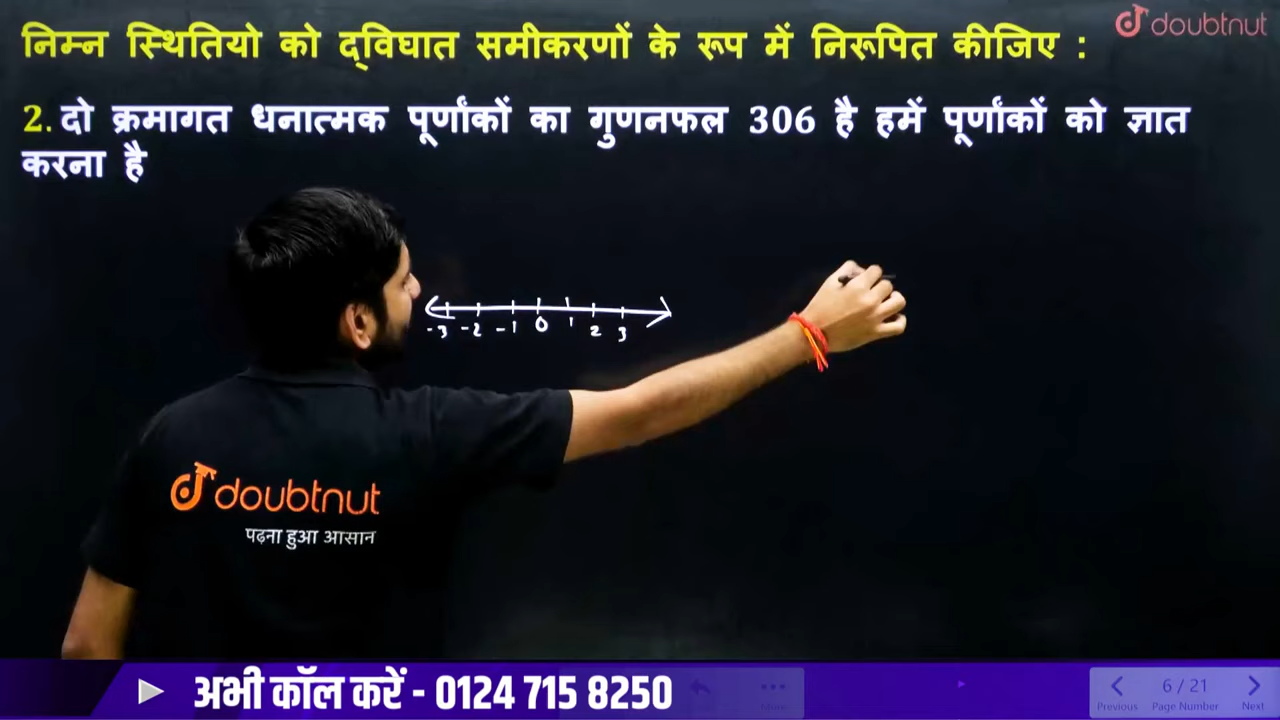 doubtnut
निम्न स्थितियो को द्विघात समीकरणों के रूप में निरूपित कीजिए :
2. दो क्रमागत धनात्मक पूर्णांकों का गुणनफल 306 है हमें पूर्णांकों को ज्ञात
करना है
-3 -2 -1 0 1 2 3
doubtnut
पढ़ना हुआ आसान
अभी कॉल करें - 0124 715 8250
6 / 21
Previous Page Number Next